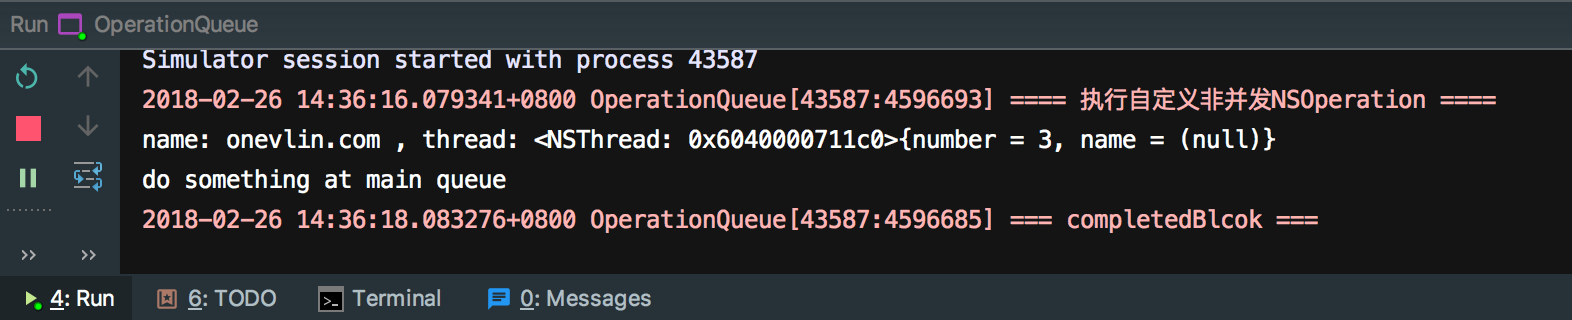 Run OperationQueue
Simulator session started with process 43587
2018-02-26 14:36:16.079341+0800 OperationQueue[43587:4596693] ==== 执行自定义非并发NSOperation ====
name: onevlin.com , thread: <NSThread: 0x6040000711c0>{number = 3, name = (null)}
do something at main queue
2018-02-26 14:36:18.083276+0800 OperationQueue[43587:4596685] === completedBlcok ===
4: Run 6: TODO Terminal 0: Messages